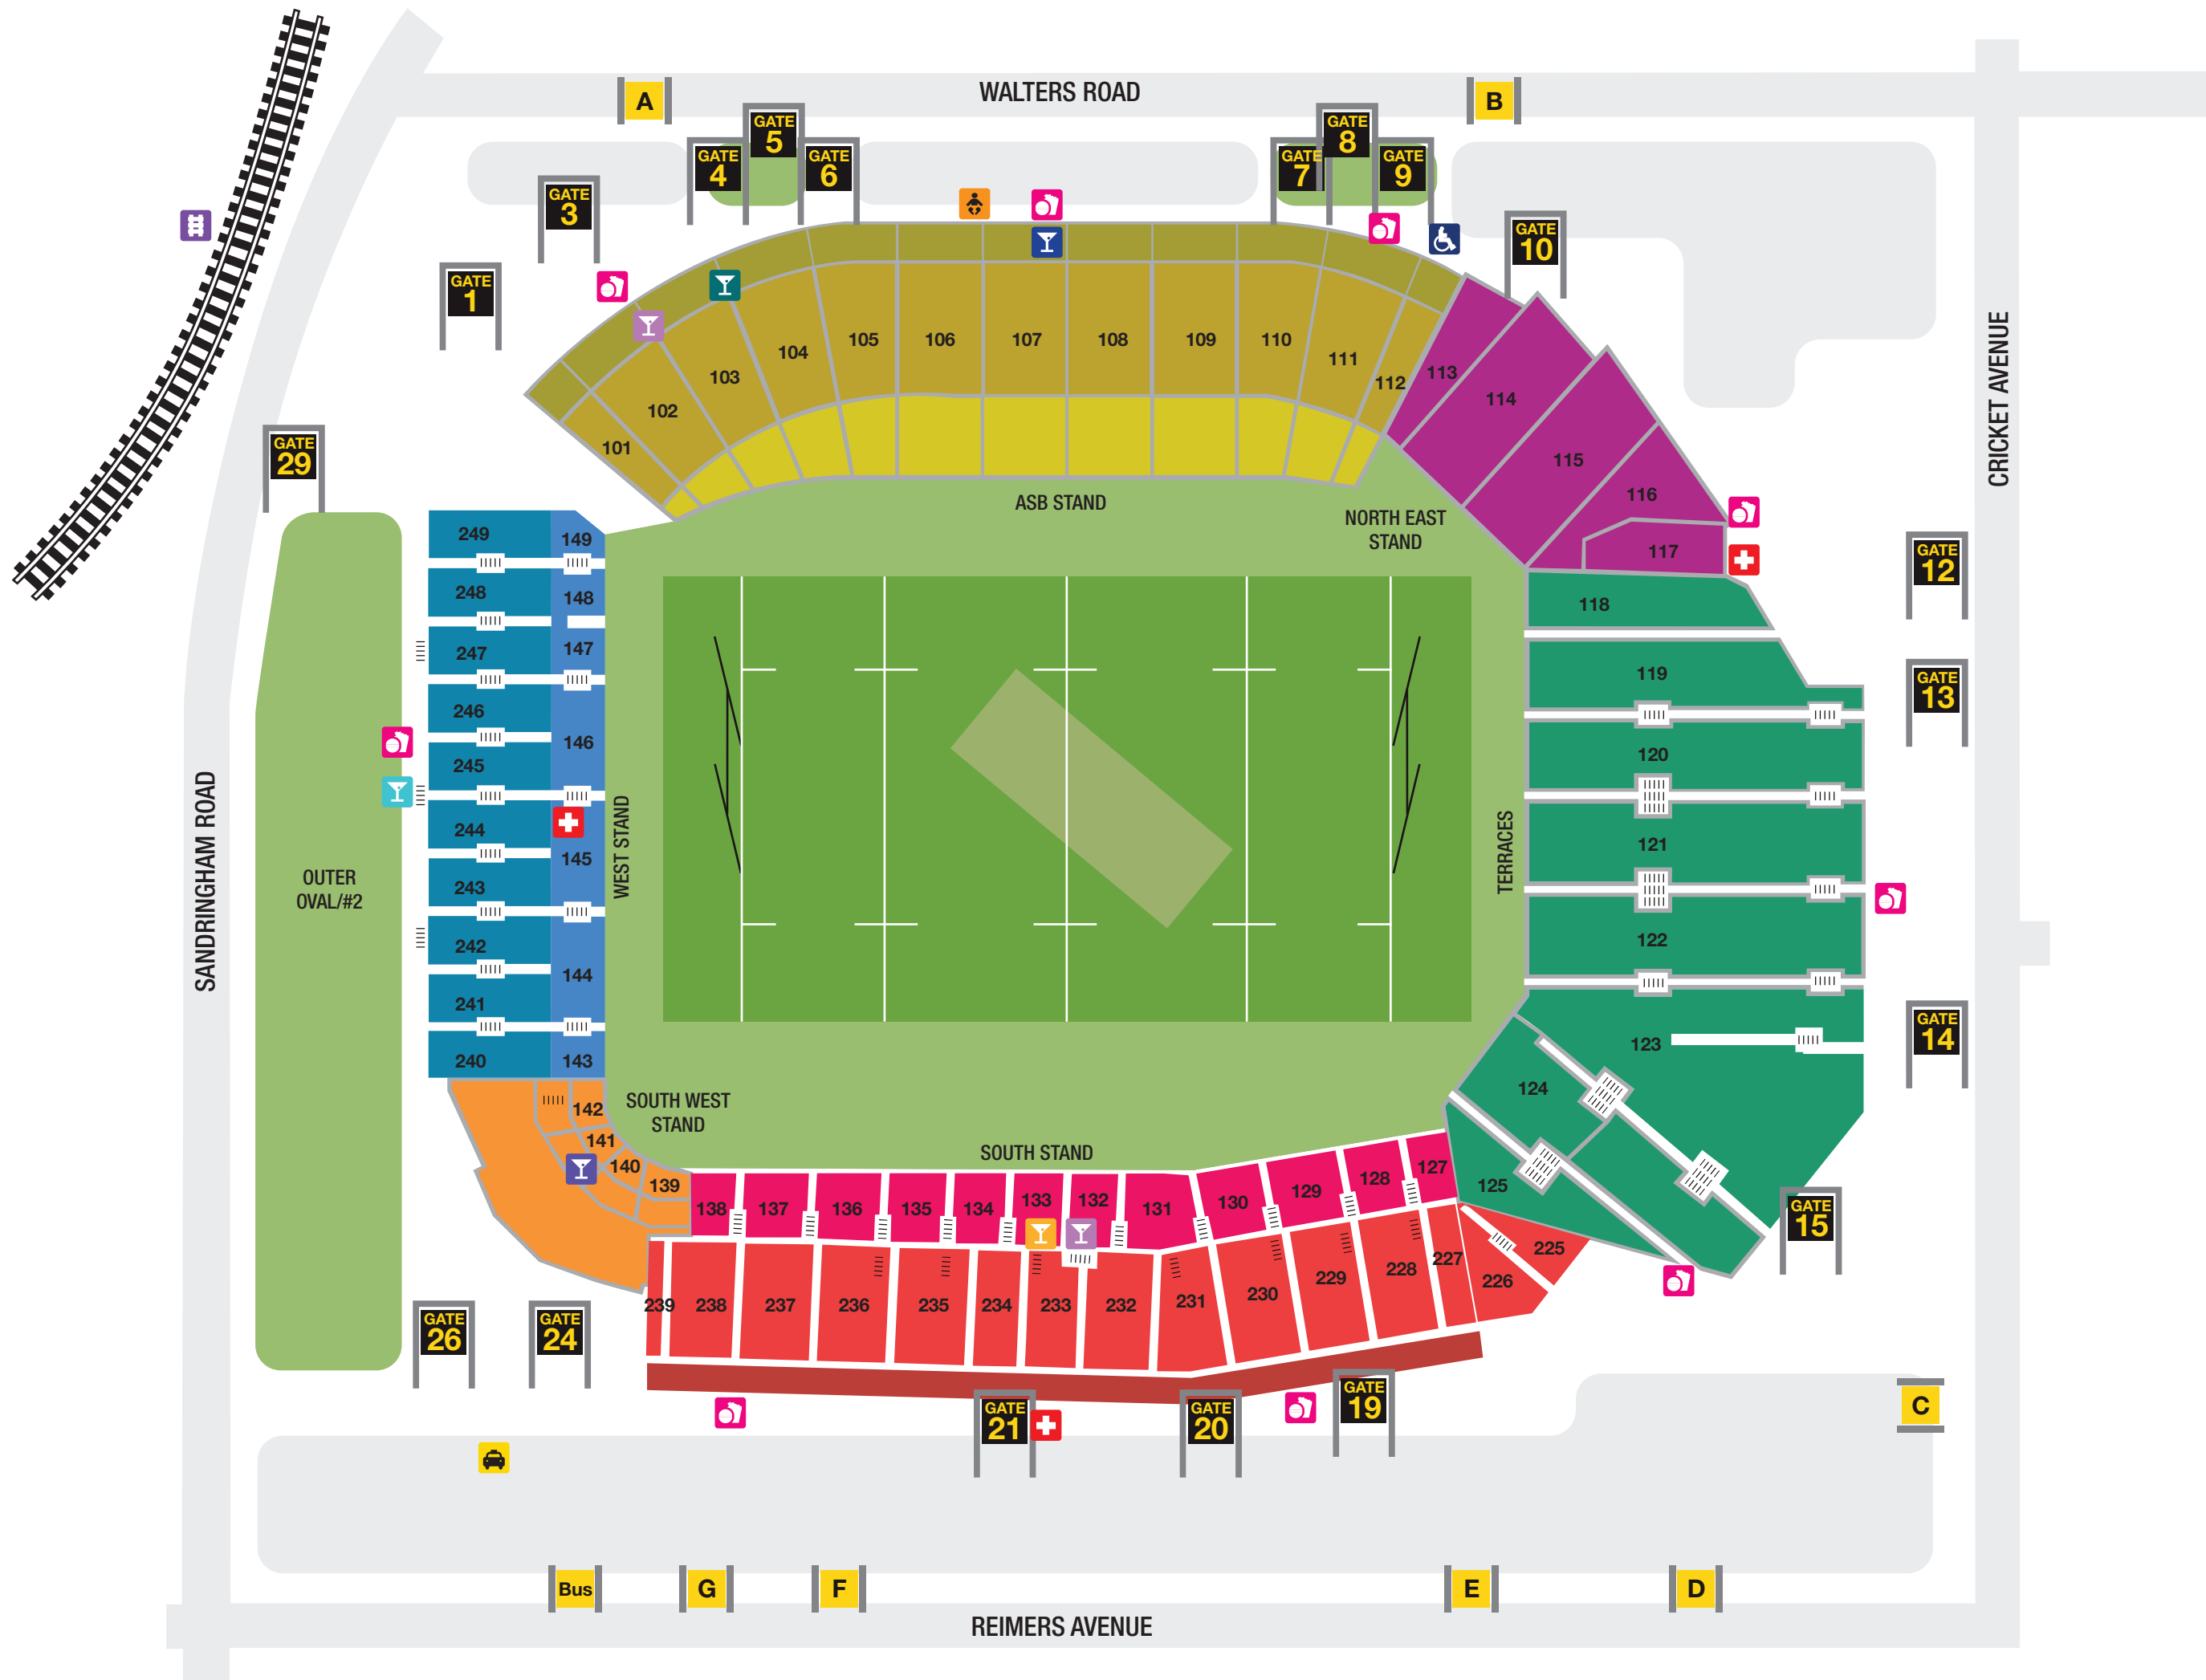 WALTERS ROAD
A
B
GATE
5
GATE
8
GATE
4
GATE
6
GATE
7
GATE
9
GATE
3
GATE
10
GATE
1
GATE
29
GATE
12
GATE
13
GATE
14
GATE
15
CRICKET AVENUE
SANDRINGHAM ROAD
101
102
103
104
105
106
107
108
109
110
111
112
113
114
115
116
117
118
119
120
121
122
123
124
125
ASB STAND
NORTH EAST
STAND
TERRACES
WEST STAND
OUTER
OVAL/#2
249
149
248
148
247
147
246
146
245
244
145
243
242
144
241
240
143
142
141
140
139
SOUTH WEST
STAND
SOUTH STAND
138
137
136
135
134
133
132
131
130
129
128
127
239
238
237
236
235
234
233
232
231
230
229
228
227
226
225
GATE
26
GATE
24
GATE
21
GATE
20
GATE
19
C
Bus
G
F
E
D
REIMERS AVENUE